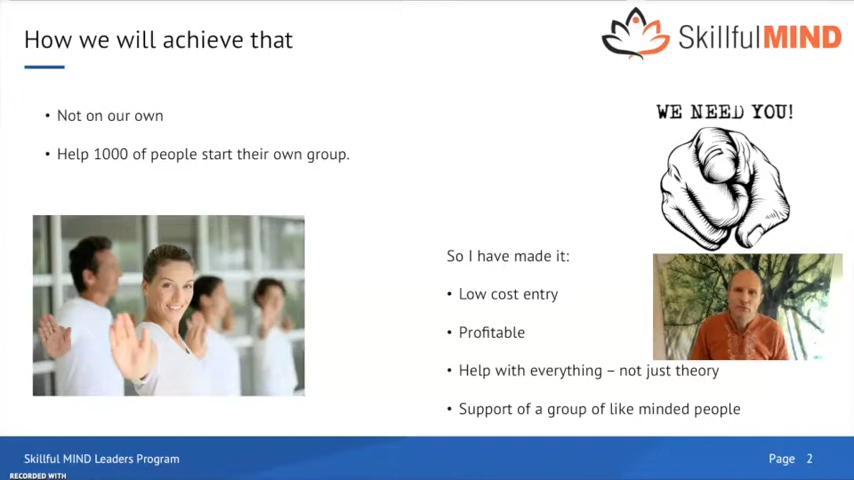 How we will achieve that
SkillfulMIND
• Not on our own
• Help 1000 of people start their own group.
WE NEED YOU!
So I have made it:
• Low cost entry
• Profitable
• Help with everything – not just theory
• Support of a group of like minded people
Skillful MIND Leaders Program
Page 2
RECORDED WITH